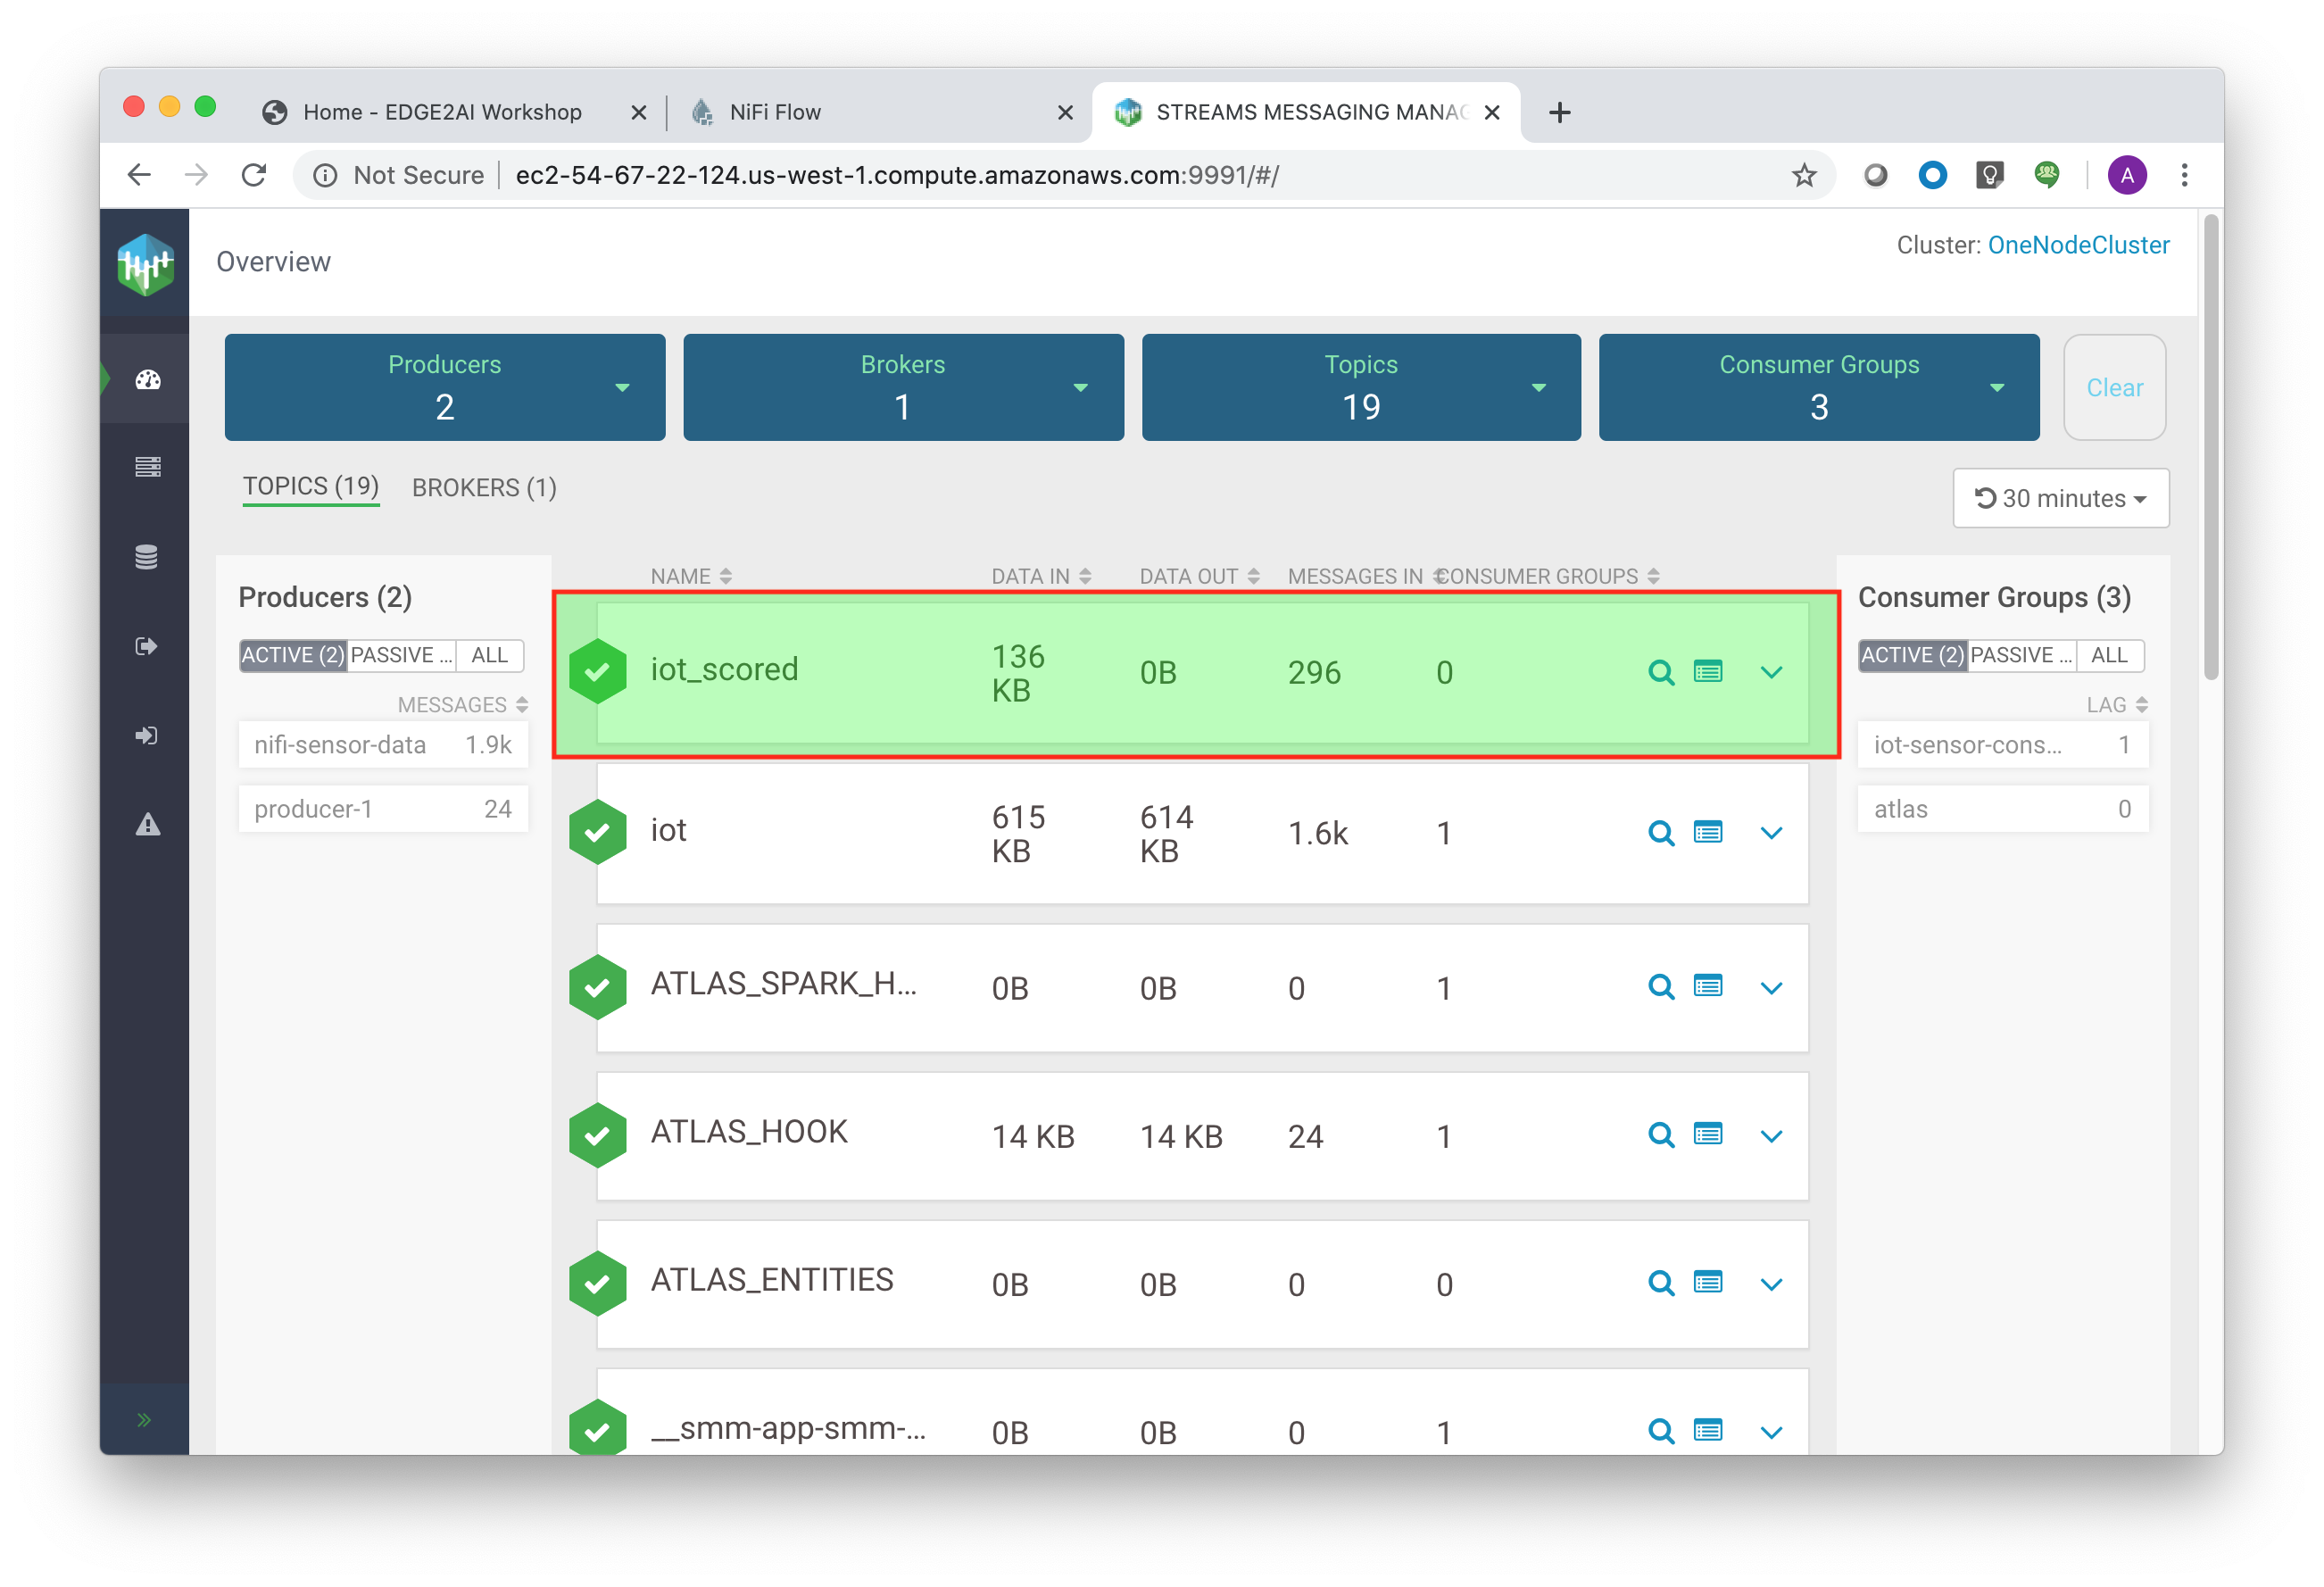 Home - EDGE2AI Workshop
NiFi Flow
STREAMS MESSAGING MANAG
Not Secure
ec2-54-67-22-124.us-west-1.compute.amazonaws.com:9991/#/
A
Overview
Cluster: OneNodeCluster
Producers
2
Brokers
1
Topics
19
Consumer Groups
3
Clear
TOPICS (19)
BROKERS (1)
30 minutes
Producers (2)
ACTIVE (2) PASSIVE ... ALL
MESSAGES
nifi-sensor-data 1.9k
producer-1 24
NAME DATA IN DATA OUT MESSAGES IN CONSUMER GROUPS
iot_scored 136 KB 0B 296 0
iot 615 KB 614 KB 1.6k 1
ATLAS_SPARK_H... 0B 0B 0 1
ATLAS_HOOK 14 KB 14 KB 24 1
ATLAS_ENTITIES 0B 0B 0 0
__smm-app-smm-... 0B 0B 0 1
Consumer Groups (3)
ACTIVE (2) PASSIVE ... ALL
LAG
iot-sensor-cons... 1
atlas 0